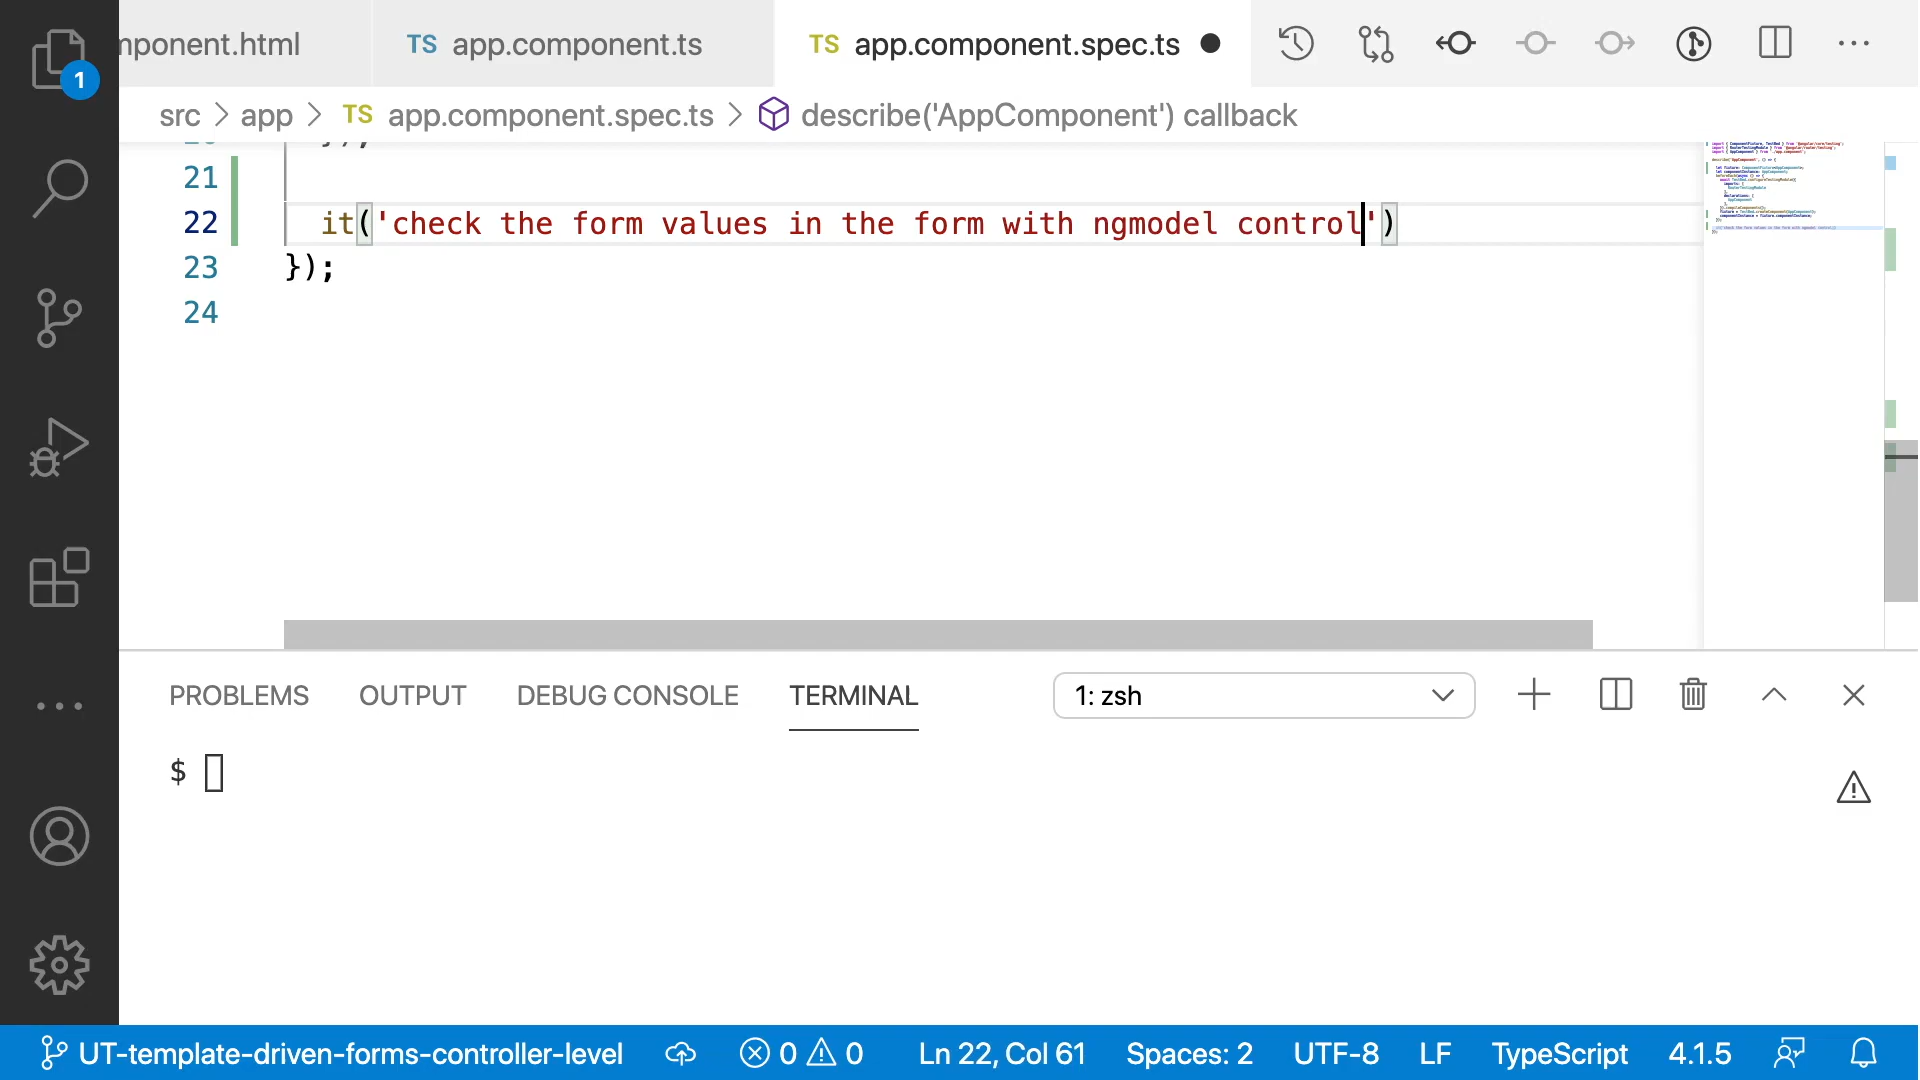 mponent.html TS app.component.ts TS app.component.spec.ts
1
src > app > TS app.component.spec.ts > describe('AppComponent') callback
21
22 it('check the form values in the form with ngmodel control')
23 });
24
PROBLEMS OUTPUT DEBUG CONSOLE TERMINAL 1: zsh
$
UT-template-driven-forms-controller-level 0 0 Ln 22, Col 61 Spaces: 2 UTF-8 LF TypeScript 4.1.5